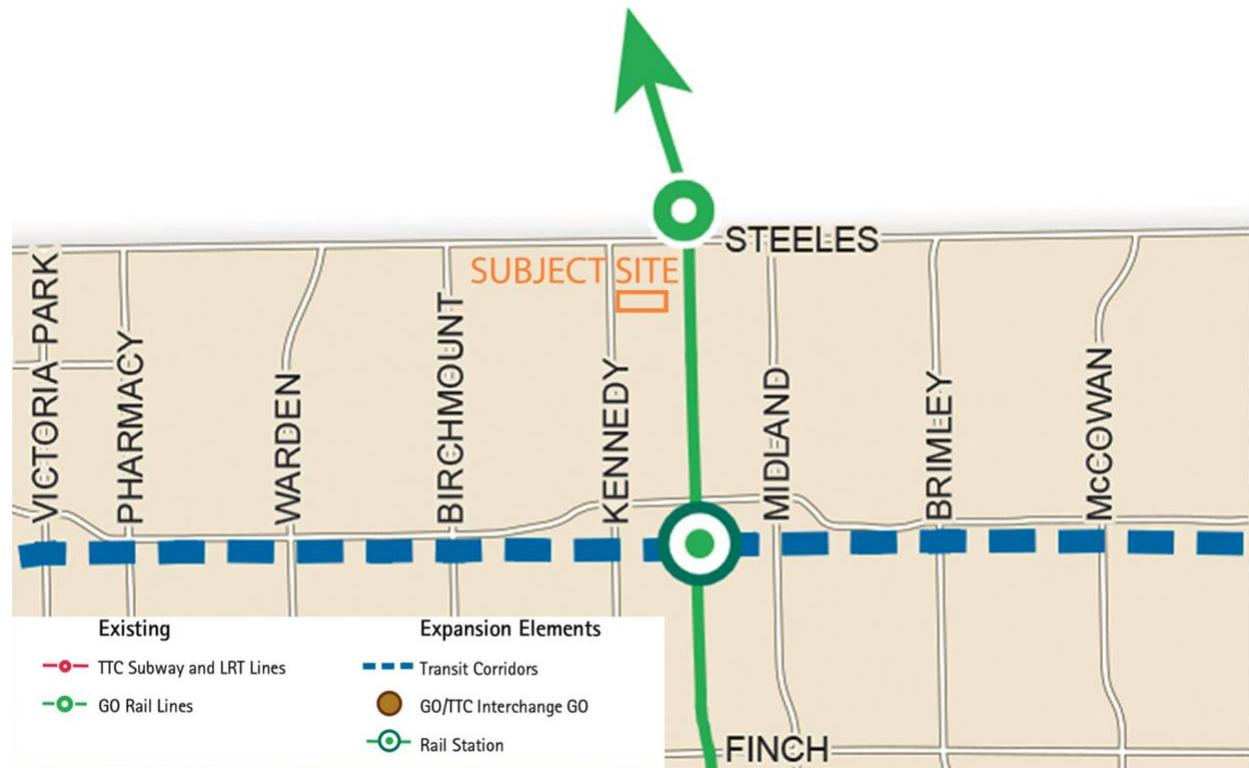 STEELES
SUBJECT SITE
VICTORIA PARK
PHARMACY
WARDEN
BIRCHMOUNT
KENNEDY
MIDLAND
BRIMLEY
McCOWAN
Existing
TTC Subway and LRT Lines
GO Rail Lines
Expansion Elements
Transit Corridors
GO/TTC Interchange GO
Rail Station
FINCH